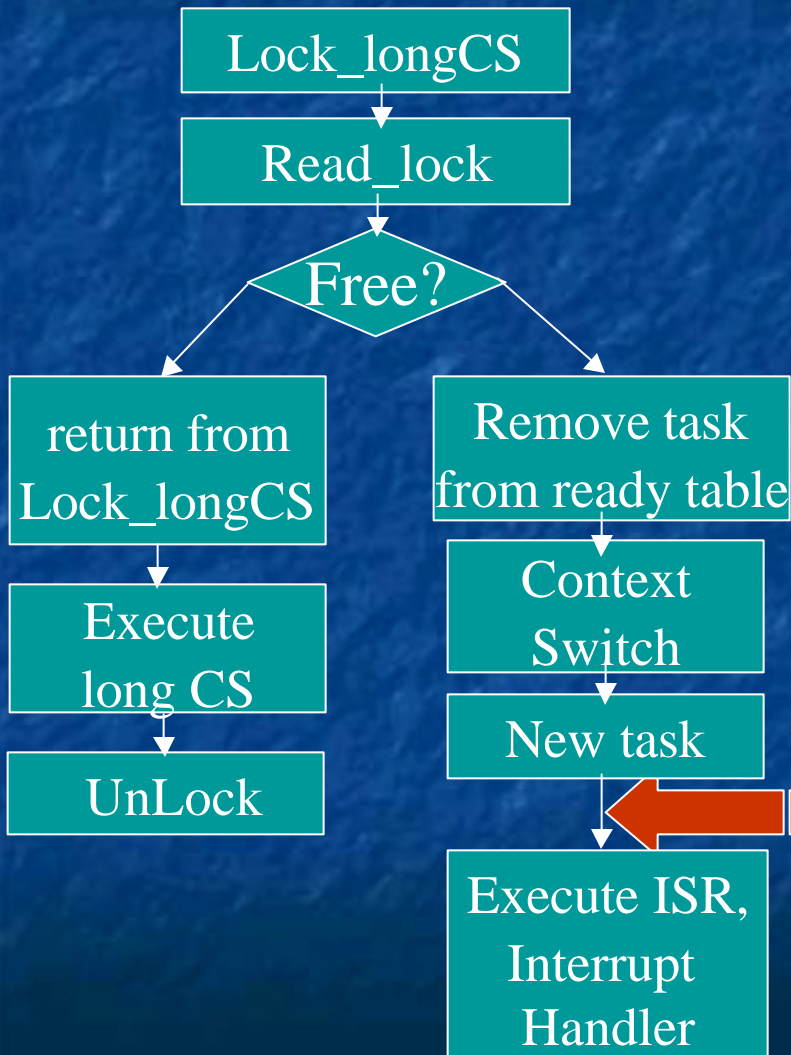 Lock_longCS
Read_lock
Free?
return from
Lock_longCS
Execute
long CS
UnLock
Remove task
from ready table
Context
Switch
New task
Execute ISR,
Interrupt
Handler